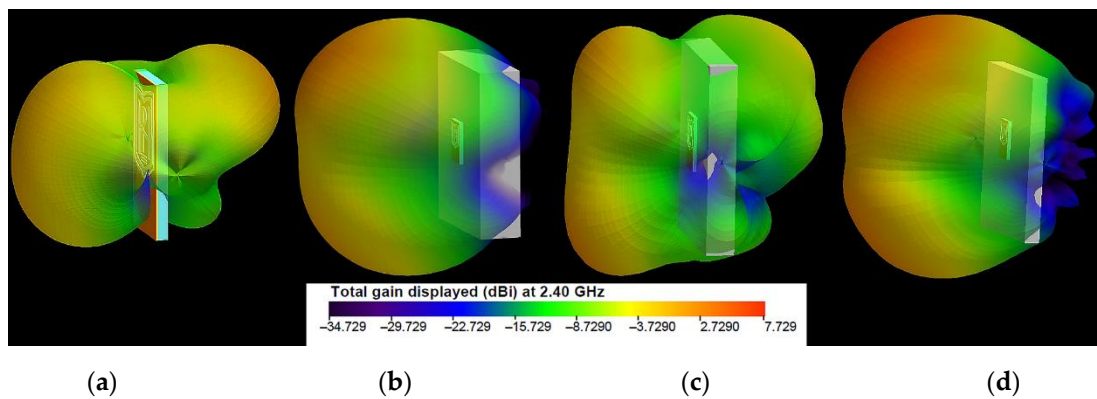 Total gain displayed (dBi) at 2.40 GHz
−34.729 −29.729 −22.729 −15.729 −8.7290 −3.7290 2.7290 7.729
(a) (b) (c) (d)